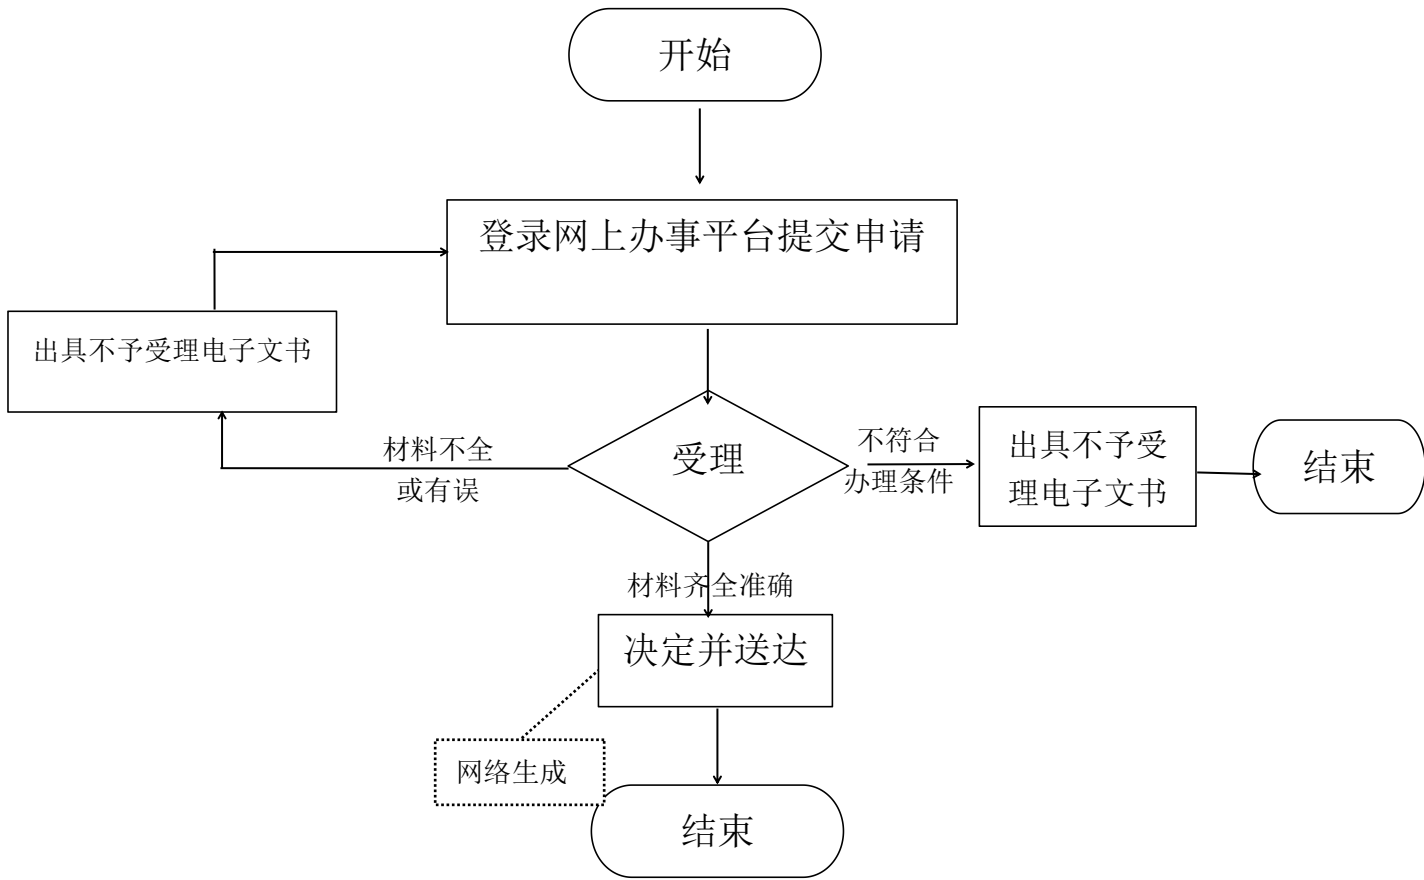 开始
登录网上办事平台提交申请
出具不予受理电子文书
材料不全
或有误
受理
不符合
办理条件
出具不予受
理电子文书
结束
材料齐全准确
决定并送达
网络生成
结束